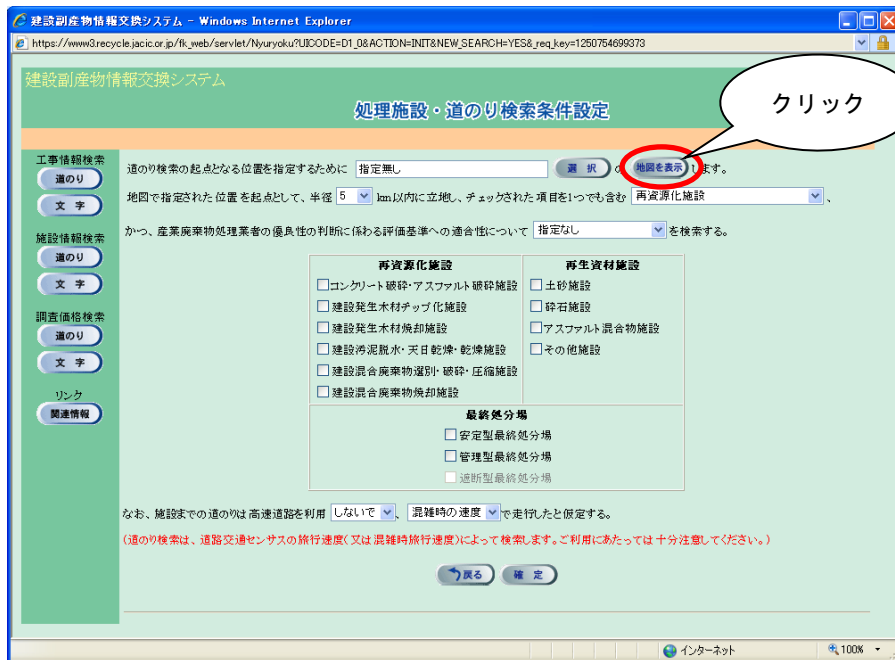 建設副産物情報交換システム - Windows Internet Explorer
https://www3.recycle.jacic.or.jp/fk_web/servlet/Nyuryoku?UICODE=D1_0&ACTION=INIT&NEW_SEARCH=YES&_req_key=1250754699373
建設副産物情報交換システム
処理施設・道のり検索条件設定
クリック
工事情報検索
道のり
文 字
施設情報検索
道のり
文 字
調査価格検索
道のり
文 字
リンク
関連情報
道のり検索の起点となる位置を指定するために 指定無し 選 択 の 地図を表示 します。
地図で指定された位置を起点として、半径 5 km以内に立地し、チェックされた項目を1つでも含む 再資源化施設 、
かつ、産業廃棄物処理業者の優良性の判断に係わる評価基準への適合性について 指定なし を検索する。
再資源化施設 再生資材施設
コンクリート破砕・アスファルト破砕施設 土砂施設
建設発生木材チップ化施設 砕石施設
建設発生木材焼却施設 アスファルト混合物施設
建設汚泥脱水・天日乾燥・乾燥施設 その他施設
建設混合廃棄物選別・破砕・圧縮施設
建設混合廃棄物焼却施設
最終処分場
安定型最終処分場
管理型最終処分場
遮断型最終処分場
なお、施設までの道のりは高速道路を利用 しないで 、 混雑時の速度 で走行したと仮定する。
(道のり検索は、道路交通センサスの旅行速度(又は混雑時旅行速度)によって検索します。ご利用にあたっては十分注意してください。)
戻る 確 定
インターネット 100%